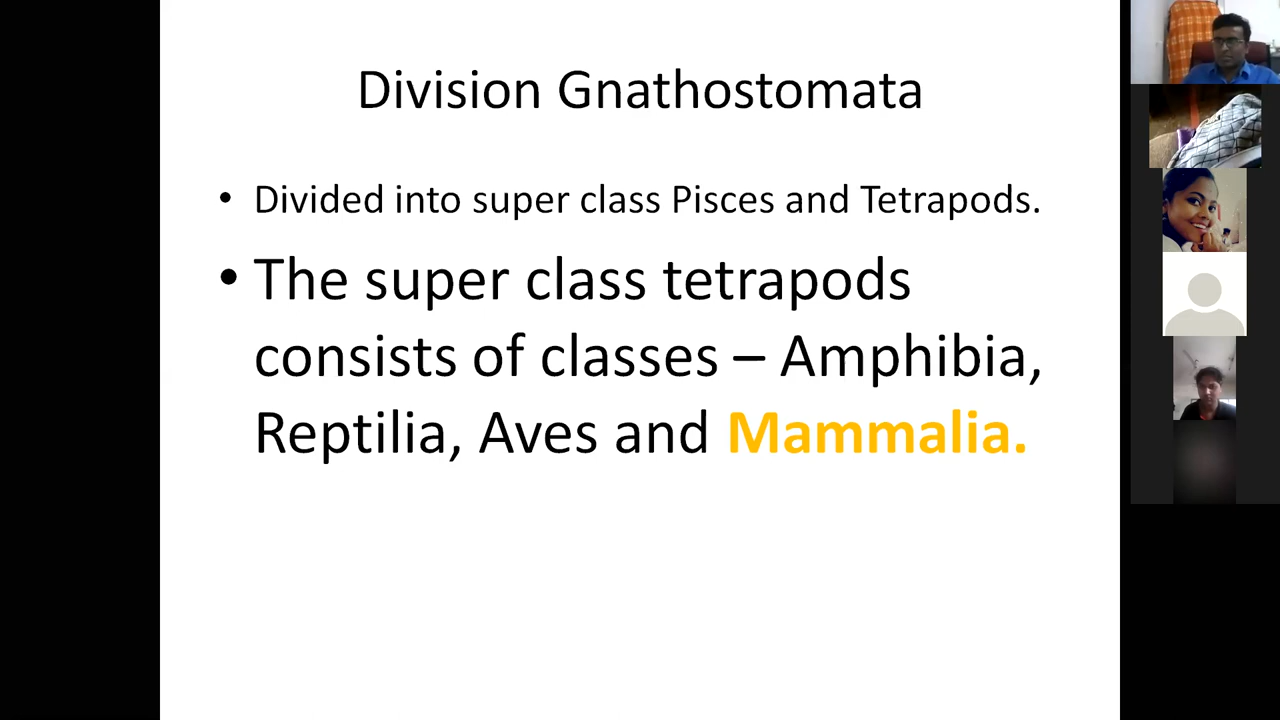 Division Gnathostomata
• Divided into super class Pisces and Tetrapods.
• The super class tetrapods
consists of classes – Amphibia,
Reptilia, Aves and Mammalia.